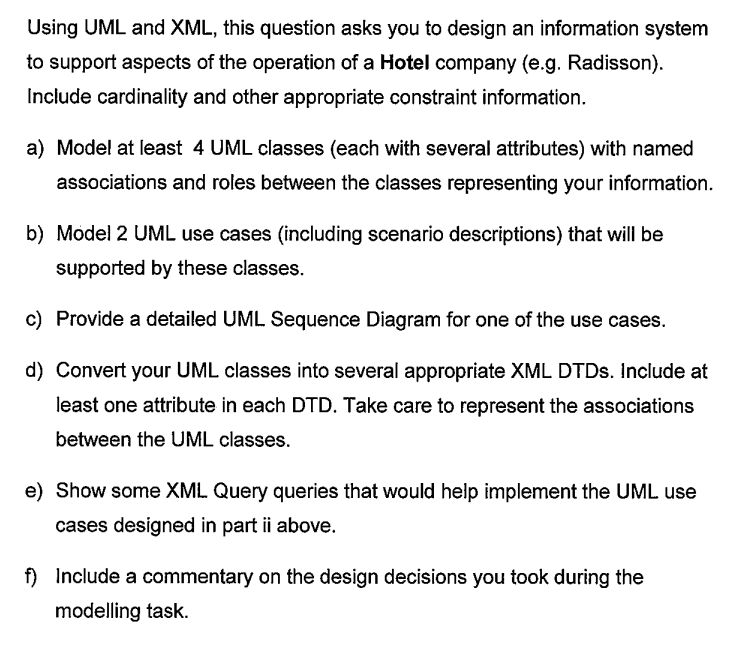 Using UML and XML, this question asks you to design an information system
to support aspects of the operation of a Hotel company (e.g. Radisson).
Include cardinality and other appropriate constraint information.
a) Model at least 4 UML classes (each with several attributes) with named
associations and roles between the classes representing your information.
b) Model 2 UML use cases (including scenario descriptions) that will be
supported by these classes.
c) Provide a detailed UML Sequence Diagram for one of the use cases.
d) Convert your UML classes into several appropriate XML DTDs. Include at
least one attribute in each DTD. Take care to represent the associations
between the UML classes.
e) Show some XML Query queries that would help implement the UML use
cases designed in part ii above.
f) Include a commentary on the design decisions you took during the
modelling task.